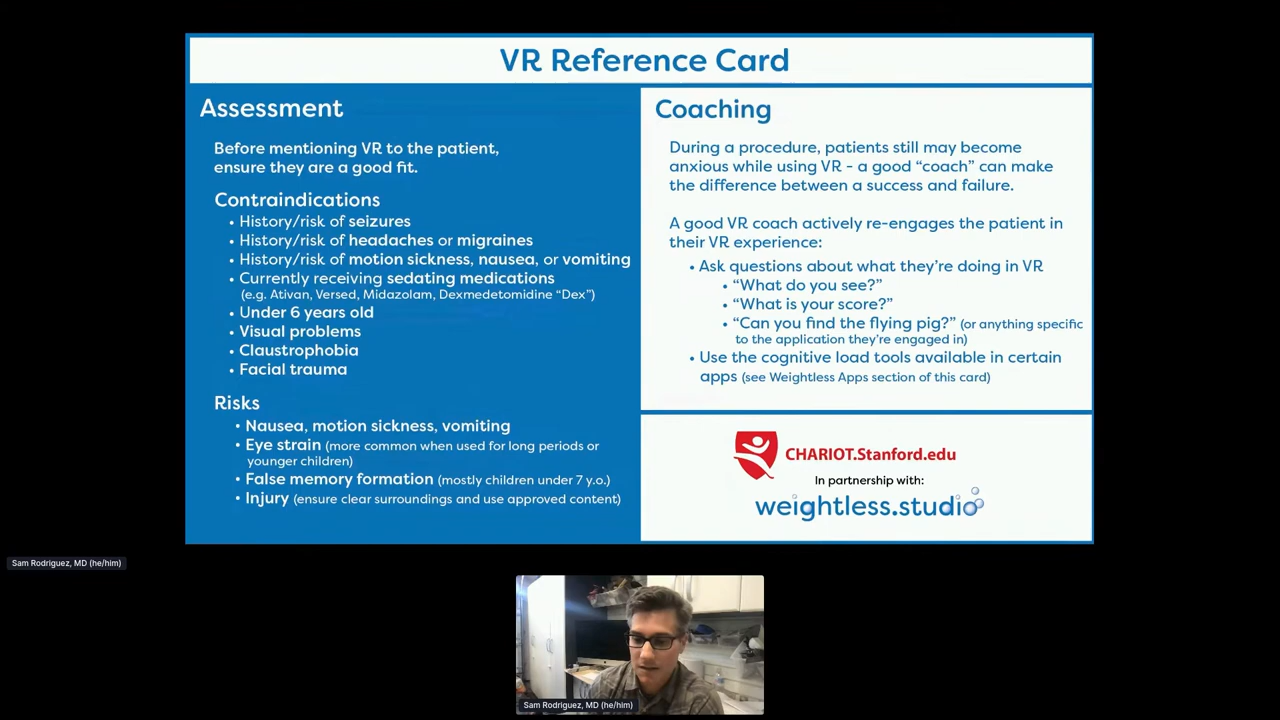 VR Reference Card
Assessment
Before mentioning VR to the patient,
ensure they are a good fit.
Contraindications
• History/risk of seizures
• History/risk of headaches or migraines
• History/risk of motion sickness, nausea, or vomiting
• Currently receiving sedating medications
(e.g. Ativan, Versed, Midazolam, Dexmedetomidine “Dex”)
• Under 6 years old
• Visual problems
• Claustrophobia
• Facial trauma
Risks
• Nausea, motion sickness, vomiting
• Eye strain (more common when used for long periods or
younger children)
• False memory formation (mostly children under 7 y.o.)
• Injury (ensure clear surroundings and use approved content)
Coaching
During a procedure, patients still may become
anxious while using VR - a good “coach” can make
the difference between a success and failure.
A good VR coach actively re-engages the patient in
their VR experience:
• Ask questions about what they’re doing in VR
• “What do you see?”
• “What is your score?”
• “Can you find the flying pig?” (or anything specific
to the application they’re engaged in)
• Use the cognitive load tools available in certain
apps (see Weightless Apps section of this card)
CHARIOT.Stanford.edu
In partnership with:
weightless.studio
Sam Rodriguez, MD (he/him)
Sam Rodriguez, MD (he/him)